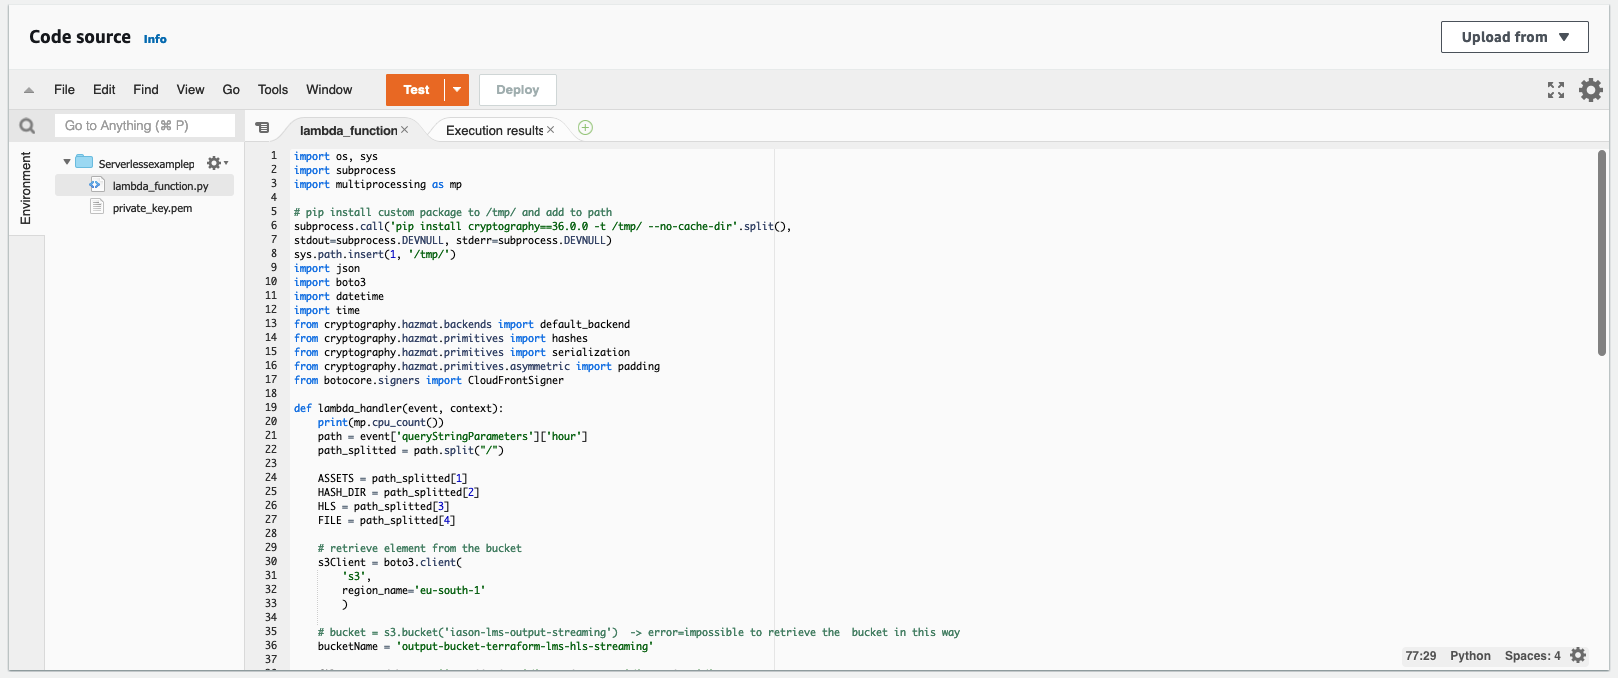 Code source Info
Upload from
File Edit Find View Go Tools Window Test Deploy
Go to Anything (⌘ P)
lambda_function
Execution results
Environment
Serverlessexamplep
lambda_function.py
private_key.pem
1 import os, sys
2 import subprocess
3 import multiprocessing as mp
4
5 # pip install custom package to /tmp/ and add to path
6 subprocess.call('pip install cryptography==36.0.0 -t /tmp/ --no-cache-dir'.split(),
7 stdout=subprocess.DEVNULL, stderr=subprocess.DEVNULL)
8 sys.path.insert(1, '/tmp/')
9 import json
10 import boto3
11 import datetime
12 import time
13 from cryptography.hazmat.backends import default_backend
14 from cryptography.hazmat.primitives import hashes
15 from cryptography.hazmat.primitives import serialization
16 from cryptography.hazmat.primitives.asymmetric import padding
17 from botocore.signers import CloudFrontSigner
18
19 def lambda_handler(event, context):
20 print(mp.cpu_count())
21 path = event['queryStringParameters']['hour']
22 path_splitted = path.split("/")
23
24 ASSETS = path_splitted[1]
25 HASH_DIR = path_splitted[2]
26 HLS = path_splitted[3]
27 FILE = path_splitted[4]
28
29 # retrieve element from the bucket
30 s3Client = boto3.client(
31 's3',
32 region_name='eu-south-1'
33 )
34
35 # bucket = s3.bucket('iason-lms-output-streaming') -> error=impossible to retrieve the bucket in this way
36 bucketName = 'output-bucket-terraform-lms-hls-streaming'
37
77:29 Python Spaces: 4